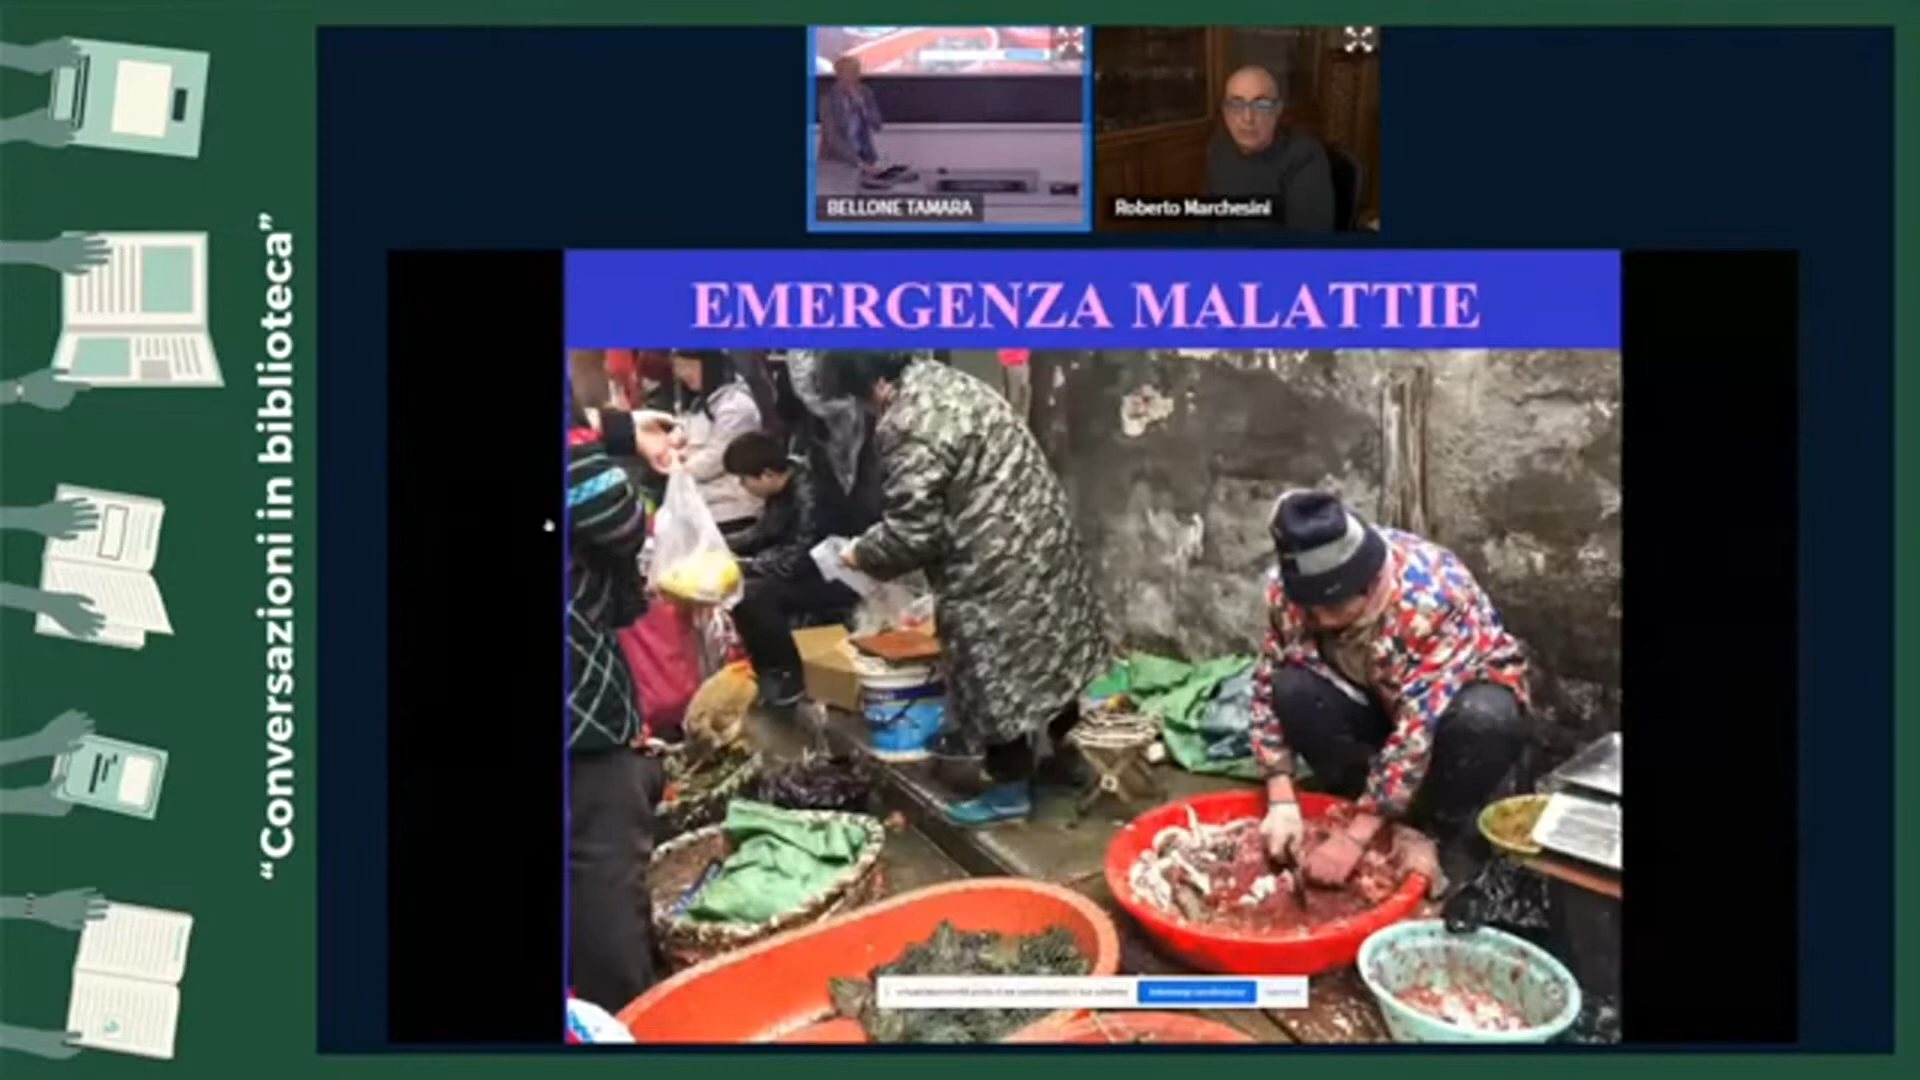 “Conversazioni in biblioteca”
BELLONE TAMARA
Roberto Marchesini
EMERGENZA MALATTIE